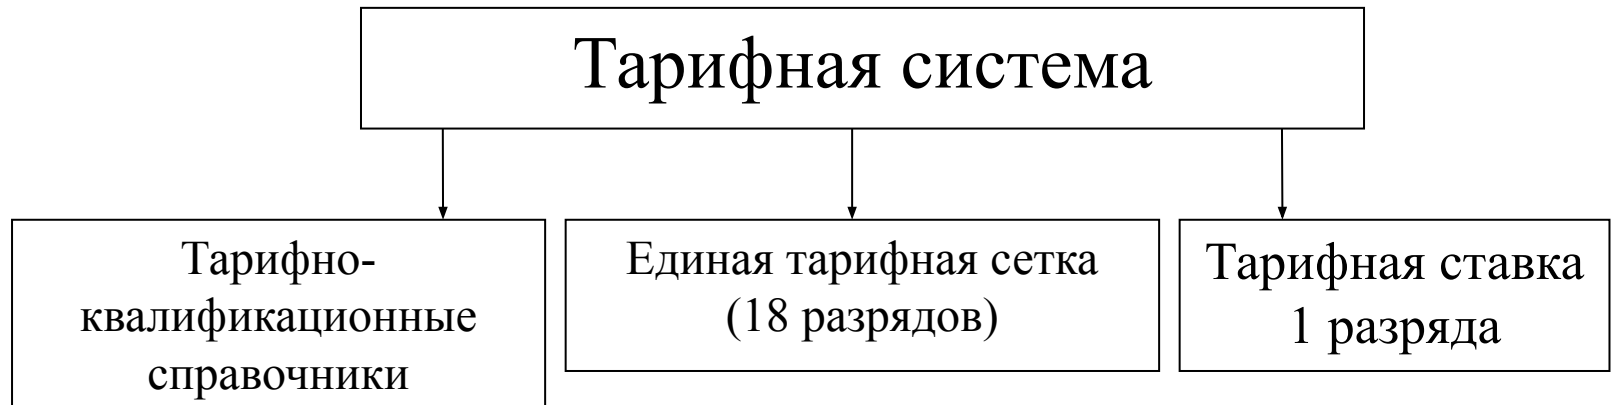 Тарифная система
Тарифно-
квалификационные
справочники
Единая тарифная сетка
(18 разрядов)
Тарифная ставка
1 разряда